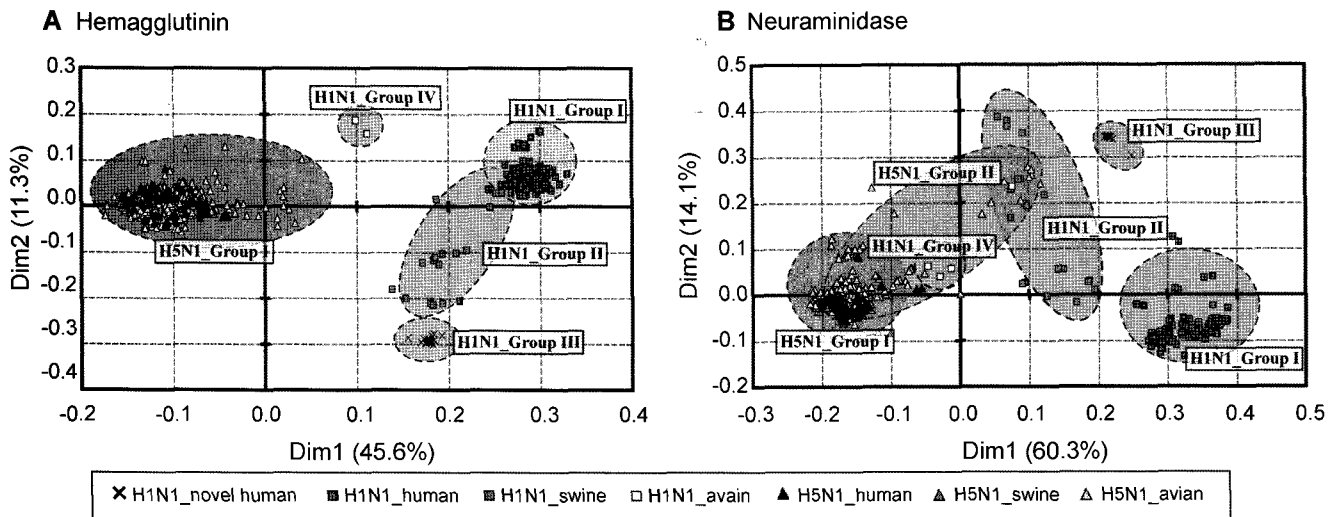 A Hemagglutinin
0.3
0.2
0.1
0.0
-0.1
-0.2
-0.3
-0.4
Dim2 (11.3%)
H1N1_Group IV
H1N1_Group I
H5N1_Group I
H1N1_Group II
H1N1_Group III
-0.2 -0.1 0.0 0.1 0.2 0.3 0.4
Dim1 (45.6%)
B Neuraminidase
0.5
0.4
0.3
0.2
0.1
0.0
-0.1
-0.2
Dim2 (14.1%)
H1N1_Group III
H5N1_Group II
H1N1_Group II
H1N1_Group IV
H5N1_Group I
H1N1_Group I
-0.3 -0.2 -0.1 0.0 0.1 0.2 0.3 0.4 0.5
Dim1 (60.3%)
H1N1_novel human H1N1_human H1N1_swine H1N1_avain H5N1_human H5N1_swine H5N1_avian